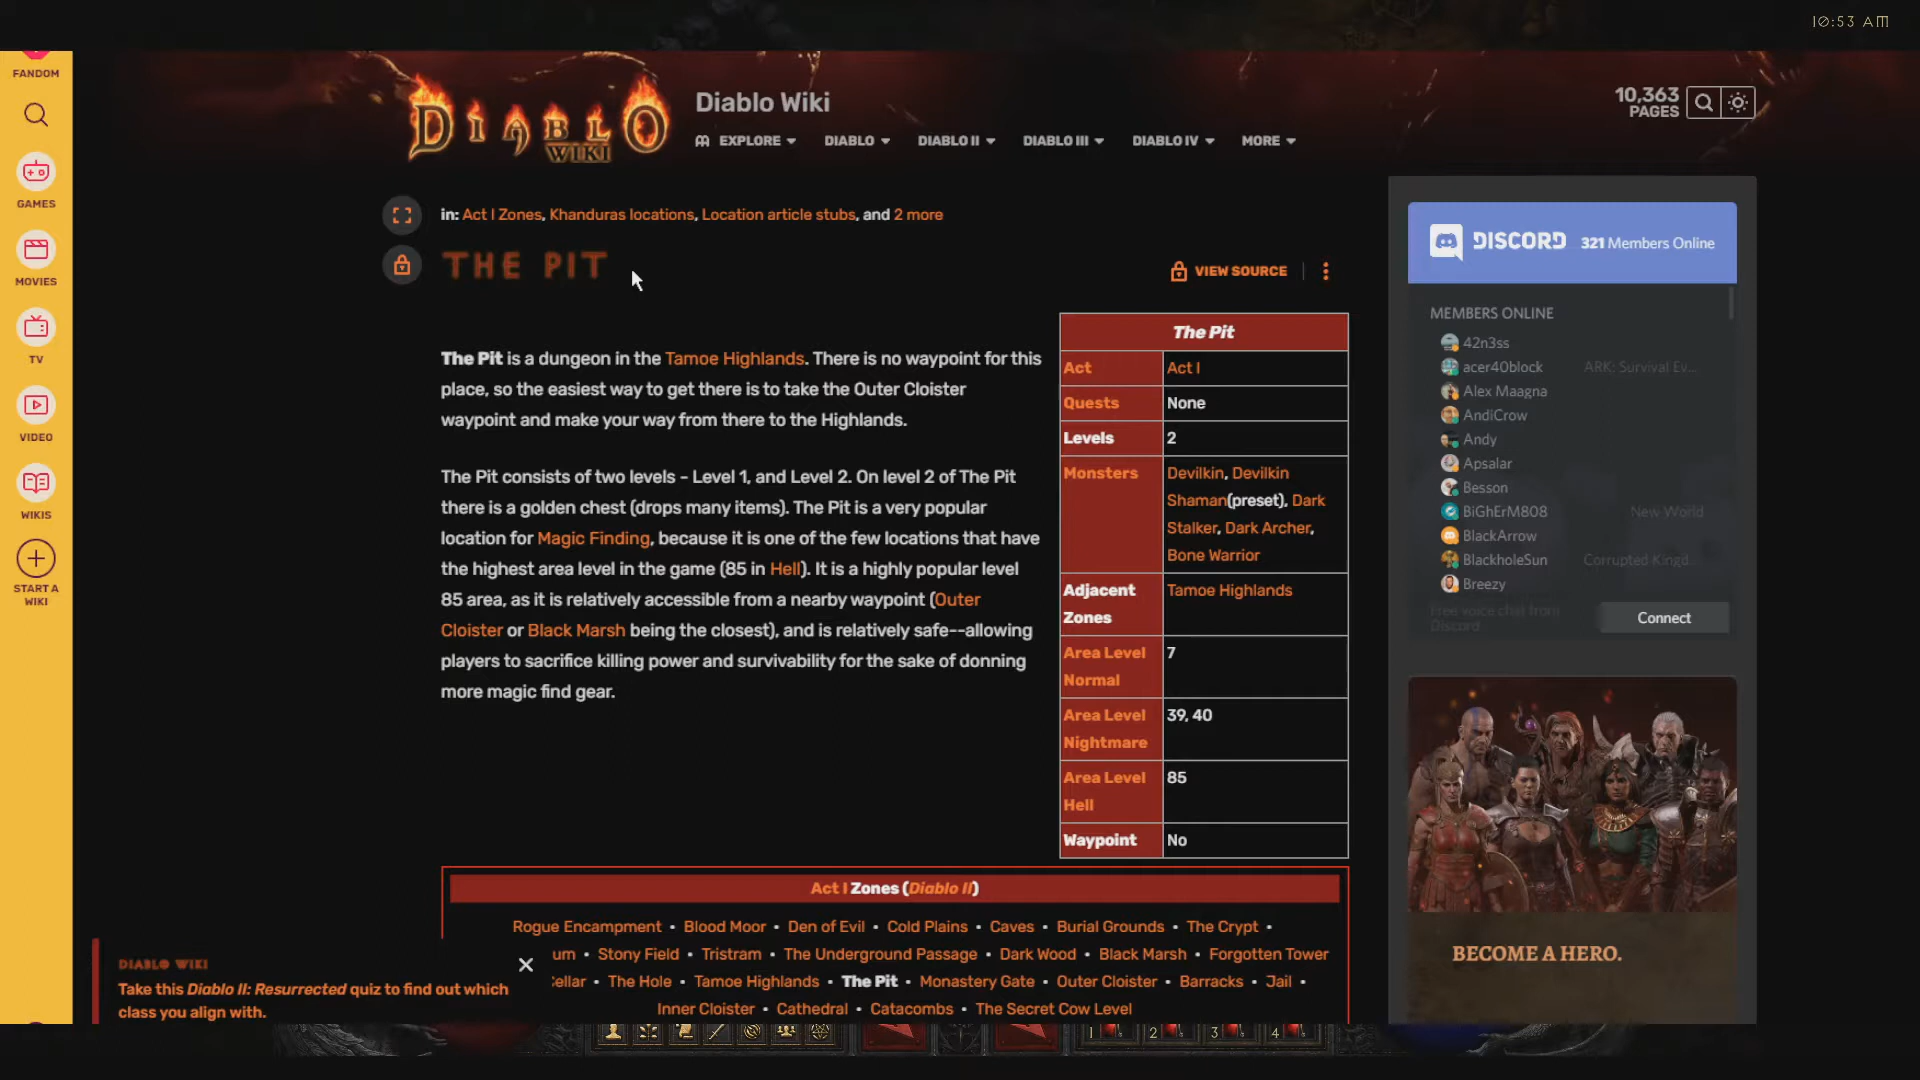 10:53 AM
FANDOM
GAMES
MOVIES
TV
VIDEO
WIKIS
START A
WIKI
DIABLO
WIKI
Diablo Wiki
EXPLORE
DIABLO
DIABLO II
DIABLO III
DIABLO IV
MORE
10,363
PAGES
in: Act I Zones, Khanduras locations, Location article stubs, and 2 more
THE PIT
VIEW SOURCE
The Pit is a dungeon in the Tamoe Highlands. There is no waypoint for this
place, so the easiest way to get there is to take the Outer Cloister
waypoint and make your way from there to the Highlands.
The Pit consists of two levels - Level 1, and Level 2. On level 2 of The Pit
there is a golden chest (drops many items). The Pit is a very popular
location for Magic Finding, because it is one of the few locations that have
the highest area level in the game (85 in Hell). It is a highly popular level
85 area, as it is relatively accessible from a nearby waypoint (Outer
Cloister or Black Marsh being the closest), and is relatively safe--allowing
players to sacrifice killing power and survivability for the sake of donning
more magic find gear.
The Pit
Act Act I
Quests None
Levels 2
Monsters Devilkin, Devilkin
Shaman(preset), Dark
Stalker, Dark Archer,
Bone Warrior
Adjacent Tamoe Highlands
Zones
Area Level 7
Normal
Area Level 39, 40
Nightmare
Area Level 85
Hell
Waypoint No
Act I Zones (Diablo II)
Rogue Encampment • Blood Moor • Den of Evil • Cold Plains • Caves • Burial Grounds • The Crypt •
um • Stony Field • Tristram • The Underground Passage • Dark Wood • Black Marsh • Forgotten Tower
ellar • The Hole • Tamoe Highlands • The Pit • Monastery Gate • Outer Cloister • Barracks • Jail •
Inner Cloister • Cathedral • Catacombs • The Secret Cow Level
DIABLO WIKI
Take this Diablo II: Resurrected quiz to find out which
class you align with.
DISCORD 321 Members Online
MEMBERS ONLINE
42n3ss
acer40block ARK: Survival Ev...
Alex Maagna
AndiCrow
Andy
Apsalar
Besson
BiGhErM808 New World
BlackArrow
BlackholeSun Corrupted Kingd...
Breezy
Free voice chat from
Discord
Connect
BECOME A HERO.
1 2 3 4